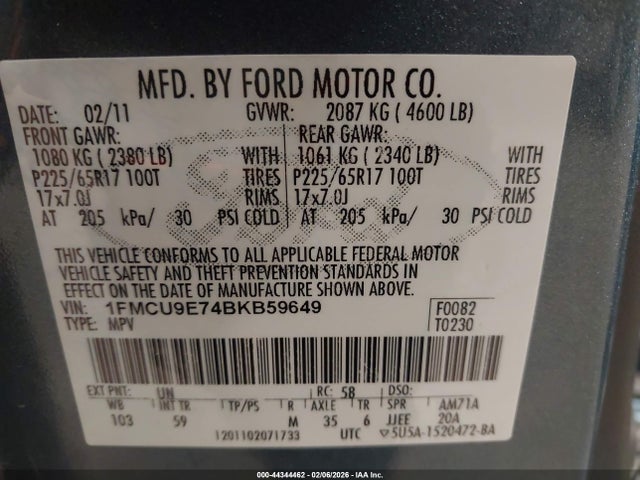 MFD. BY FORD MOTOR CO.
DATE: 02/11 GVWR: 2087 KG ( 4600 LB)
FRONT GAWR: REAR GAWR:
1080 KG ( 2380 LB) WITH 1061 KG ( 2340 LB) WITH
P225/65R17 100T TIRES P225/65R17 100T TIRES
17x7.0J RIMS 17x7.0J RIMS
AT 205 kPa/ 30 PSI COLD AT 205 kPa/ 30 PSI COLD
THIS VEHICLE CONFORMS TO ALL APPLICABLE FEDERAL MOTOR
VEHICLE SAFETY AND THEFT PREVENTION STANDARDS IN
EFFECT ON THE DATE OF MANUFACTURE SHOWN ABOVE.
VIN: 1FMCU9E74BKB59649 F0082
TYPE: MPV T0230
EXT PNT: UN RC: 58 DSO:
WB INT TR TP/PS R AXLE TR SPR AM71A
103 59 M 35 6 JJEE 20A
1201102071733 UTC ▽5U5A-1520472-BA
000-44344462 - 02/06/2026 - IAA Inc.